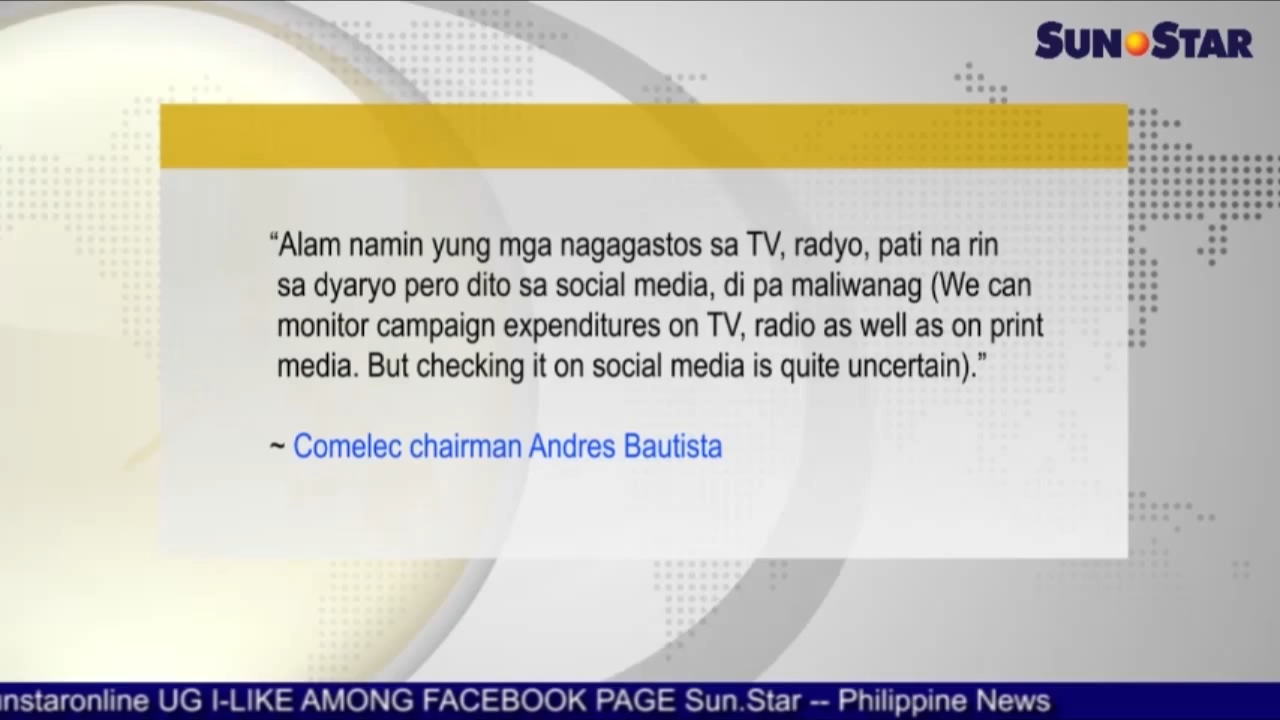 SUN STAR
“Alam namin yung mga nagagastos sa TV, radyo, pati na rin
sa dyaryo pero dito sa social media, di pa maliwanag (We can
monitor campaign expenditures on TV, radio as well as on print
media. But checking it on social media is quite uncertain).”
~ Comelec chairman Andres Bautista
nstaronline UG I-LIKE AMONG FACEBOOK PAGE Sun.Star -- Philippine News